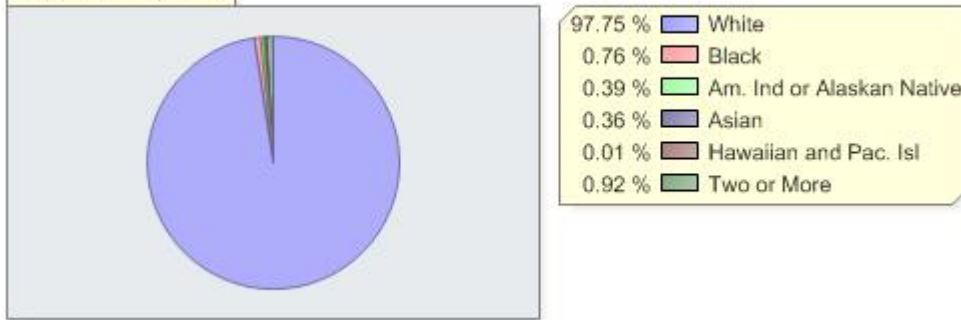 97.75 % White
0.76 % Black
0.39 % Am. Ind or Alaskan Native
0.36 % Asian
0.01 % Hawaiian and Pac. Isl
0.92 % Two or More